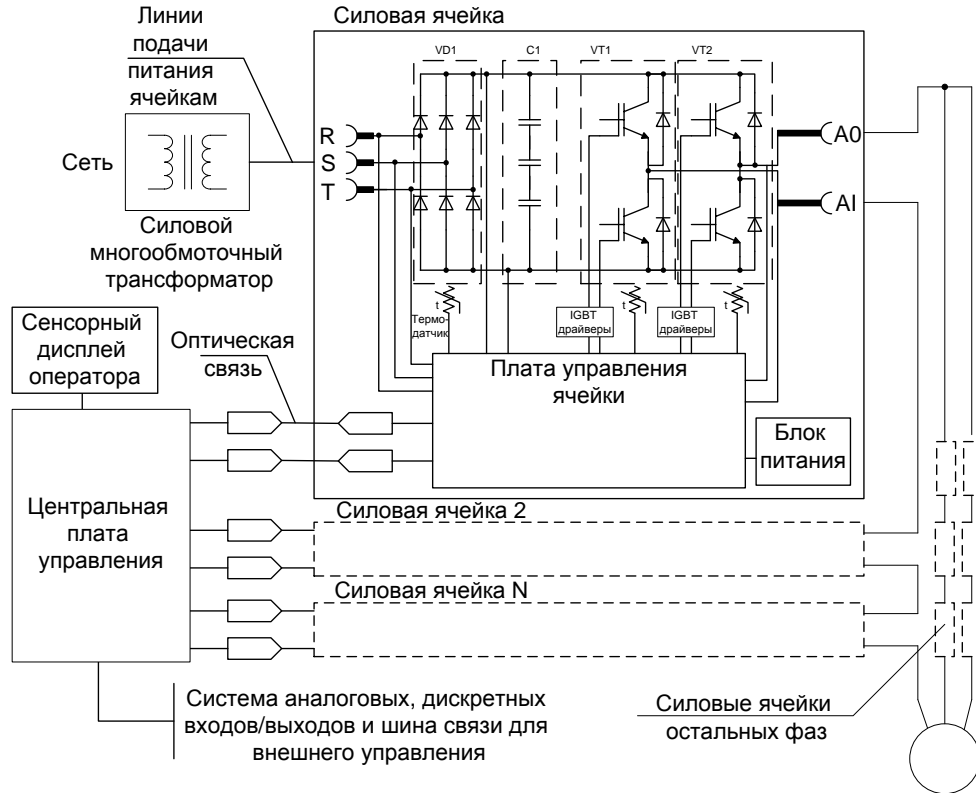 Линии
подачи
питания
ячейкам
Силовая ячейка
VD1
C1
VT1
VT2
R
S
T
A0
AI
Сеть
Силовой
многообмоточный
трансформатор
t
t
t
Термо-
датчик
IGBT
драйверы
IGBT
драйверы
Сенсорный
дисплей
оператора
Оптическая
связь
Плата управления
ячейки
Блок
питания
Центральная
плата
управления
Силовая ячейка 2
Силовая ячейка N
Система аналоговых, дискретных
входов/выходов и шина связи для
внешнего управления
Силовые ячейки
остальных фаз